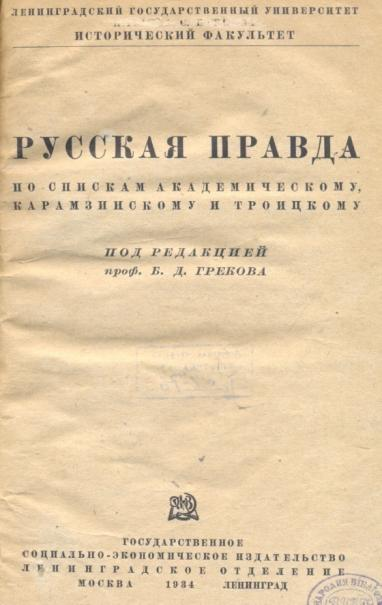 ЛЕНИНГРАДСКИЙ ГОСУДАРСТВЕННЫЙ УНИВЕРСИТЕТ
ИСТОРИЧЕСКИЙ ФАКУЛЬТЕТ
РУССКАЯ ПРАВДА
ПО СПИСКАМ АКАДЕМИЧЕСКОМУ,
КАРАМЗИНСКОМУ И ТРОИЦКОМУ
ПОД РЕДАКЦИЕЙ
проф. Б. Д. ГРЕКОВА
ГОСУДАРСТВЕННОЕ
СОЦИАЛЬНО-ЭКОНОМИЧЕСКОЕ ИЗДАТЕЛЬСТВО
ЛЕНИНГРАДСКОЕ ОТДЕЛЕНИЕ
МОСКВА 1934 ЛЕНИНГРАД